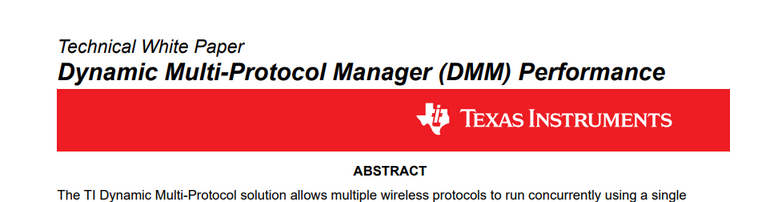 Technical White Paper
Dynamic Multi-Protocol Manager (DMM) Performance
TEXAS INSTRUMENTS
ABSTRACT
The TI Dynamic Multi-Protocol solution allows multiple wireless protocols to run concurrently using a single